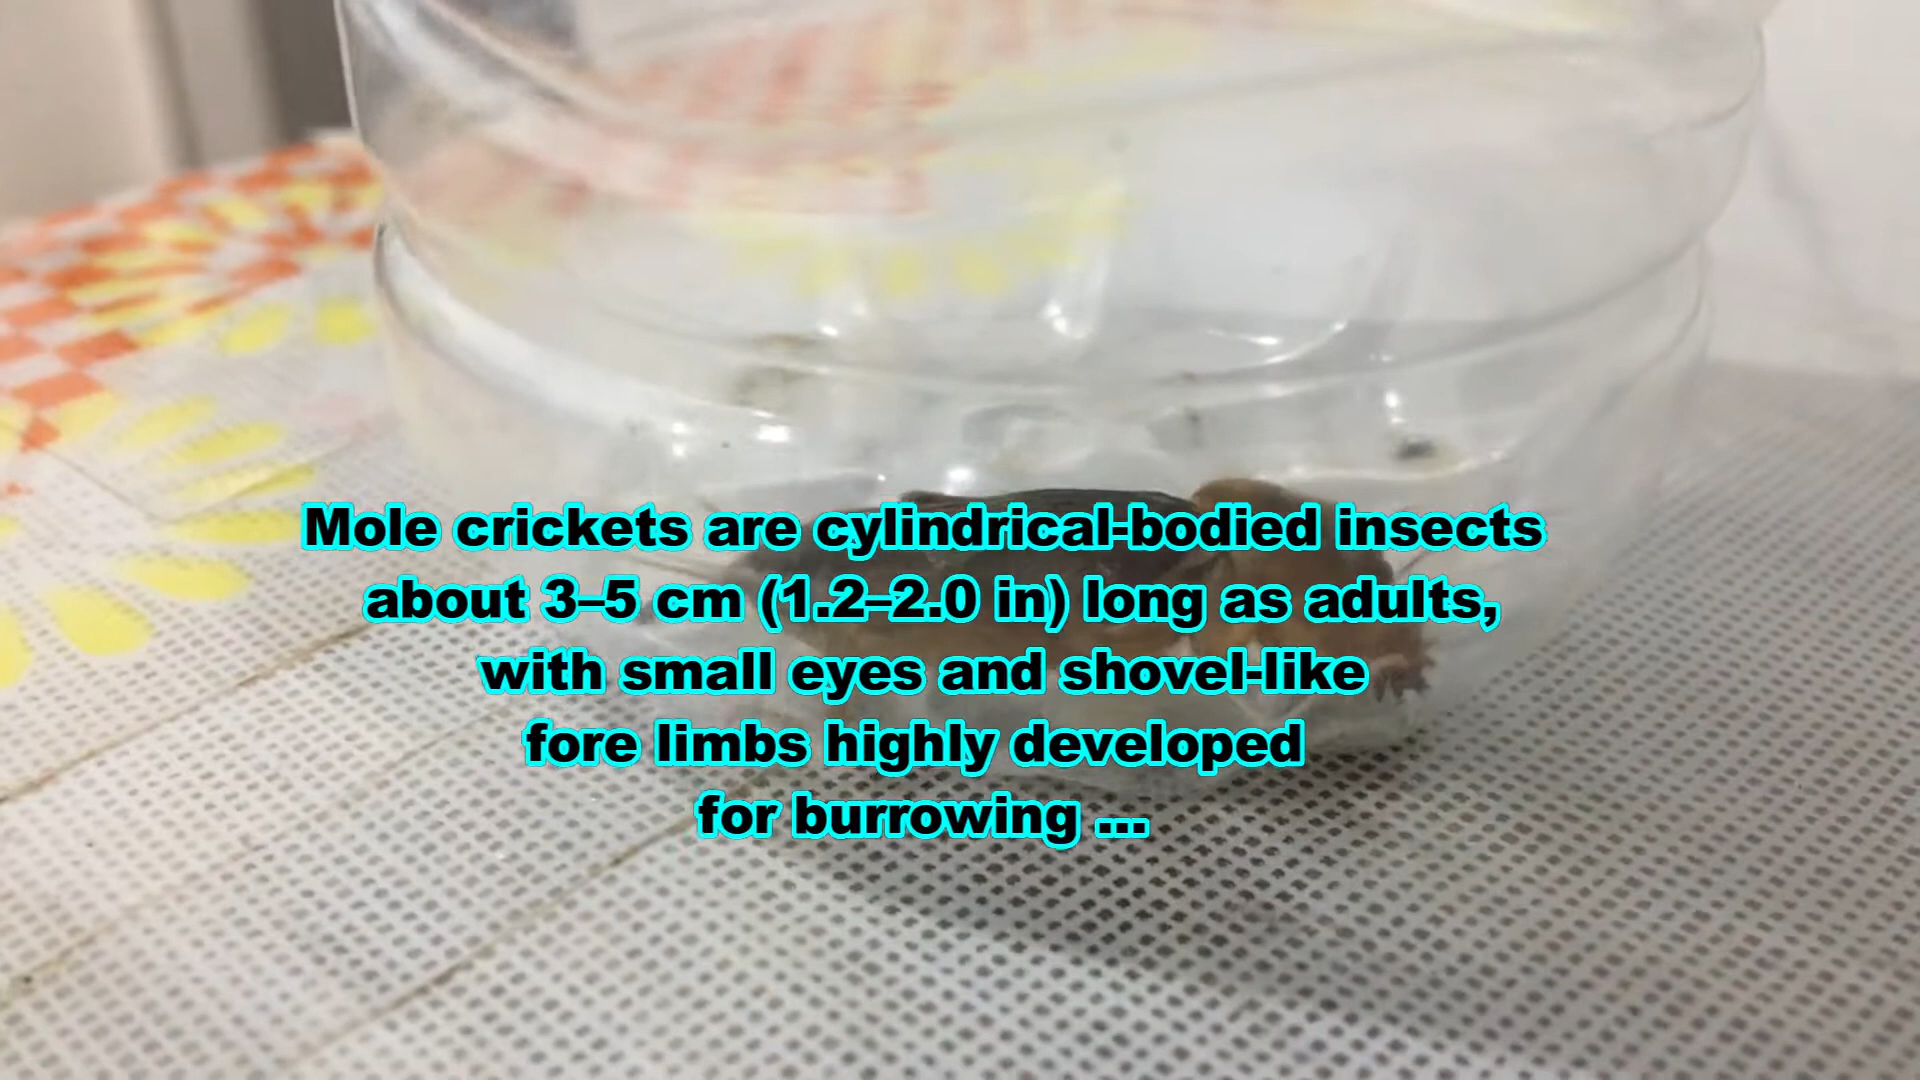 Mole crickets are cylindrical-bodied insects
about 3–5 cm (1.2–2.0 in) long as adults,
with small eyes and shovel-like
fore limbs highly developed
for burrowing ...